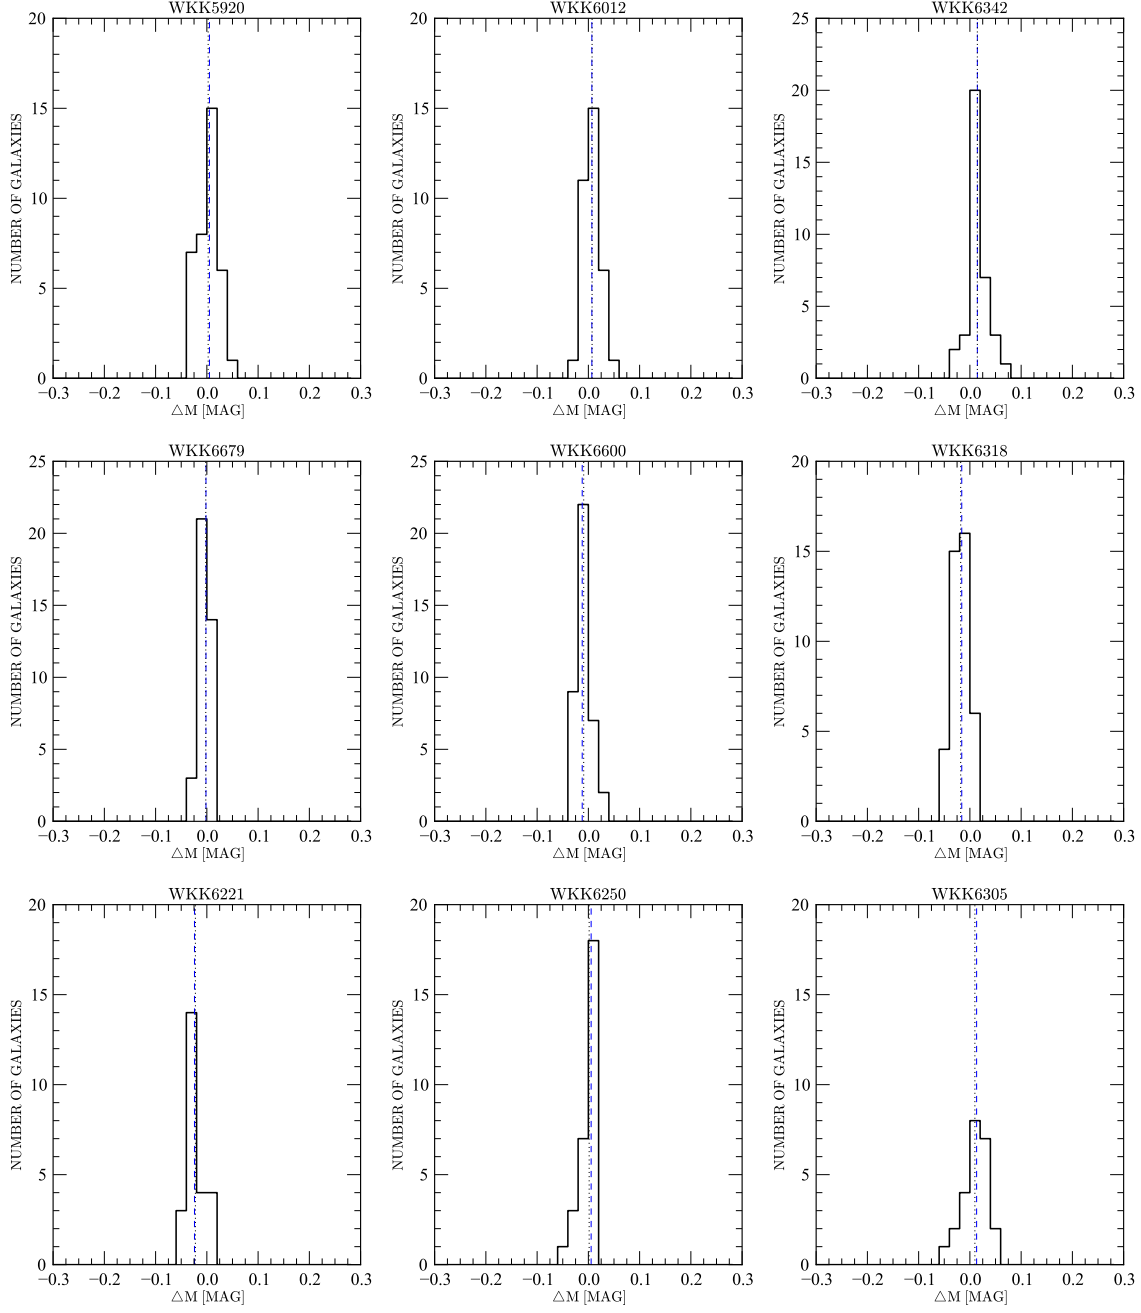 WKK5920 WKK6012 WKK6342
20 20 25
15 15 20
10 10 15
5 5 10
0 0 5
0
NUMBER OF GALAXIES NUMBER OF GALAXIES NUMBER OF GALAXIES
−0.3 −0.2 −0.1 0.0 0.1 0.2 0.3 −0.3 −0.2 −0.1 0.0 0.1 0.2 0.3 −0.3 −0.2 −0.1 0.0 0.1 0.2 0.3
△M [MAG] △M [MAG] △M [MAG]
WKK6679 WKK6600 WKK6318
25 25 20
20 20 15
15 15 10
10 10 5
5 5 0
0 0
NUMBER OF GALAXIES NUMBER OF GALAXIES NUMBER OF GALAXIES
−0.3 −0.2 −0.1 0.0 0.1 0.2 0.3 −0.3 −0.2 −0.1 0.0 0.1 0.2 0.3 −0.3 −0.2 −0.1 0.0 0.1 0.2 0.3
△M [MAG] △M [MAG] △M [MAG]
WKK6221 WKK6250 WKK6305
20 20 20
15 15 15
10 10 10
5 5 5
0 0 0
NUMBER OF GALAXIES NUMBER OF GALAXIES NUMBER OF GALAXIES
−0.3 −0.2 −0.1 0.0 0.1 0.2 0.3 −0.3 −0.2 −0.1 0.0 0.1 0.2 0.3 −0.3 −0.2 −0.1 0.0 0.1 0.2 0.3
△M [MAG] △M [MAG] △M [MAG]